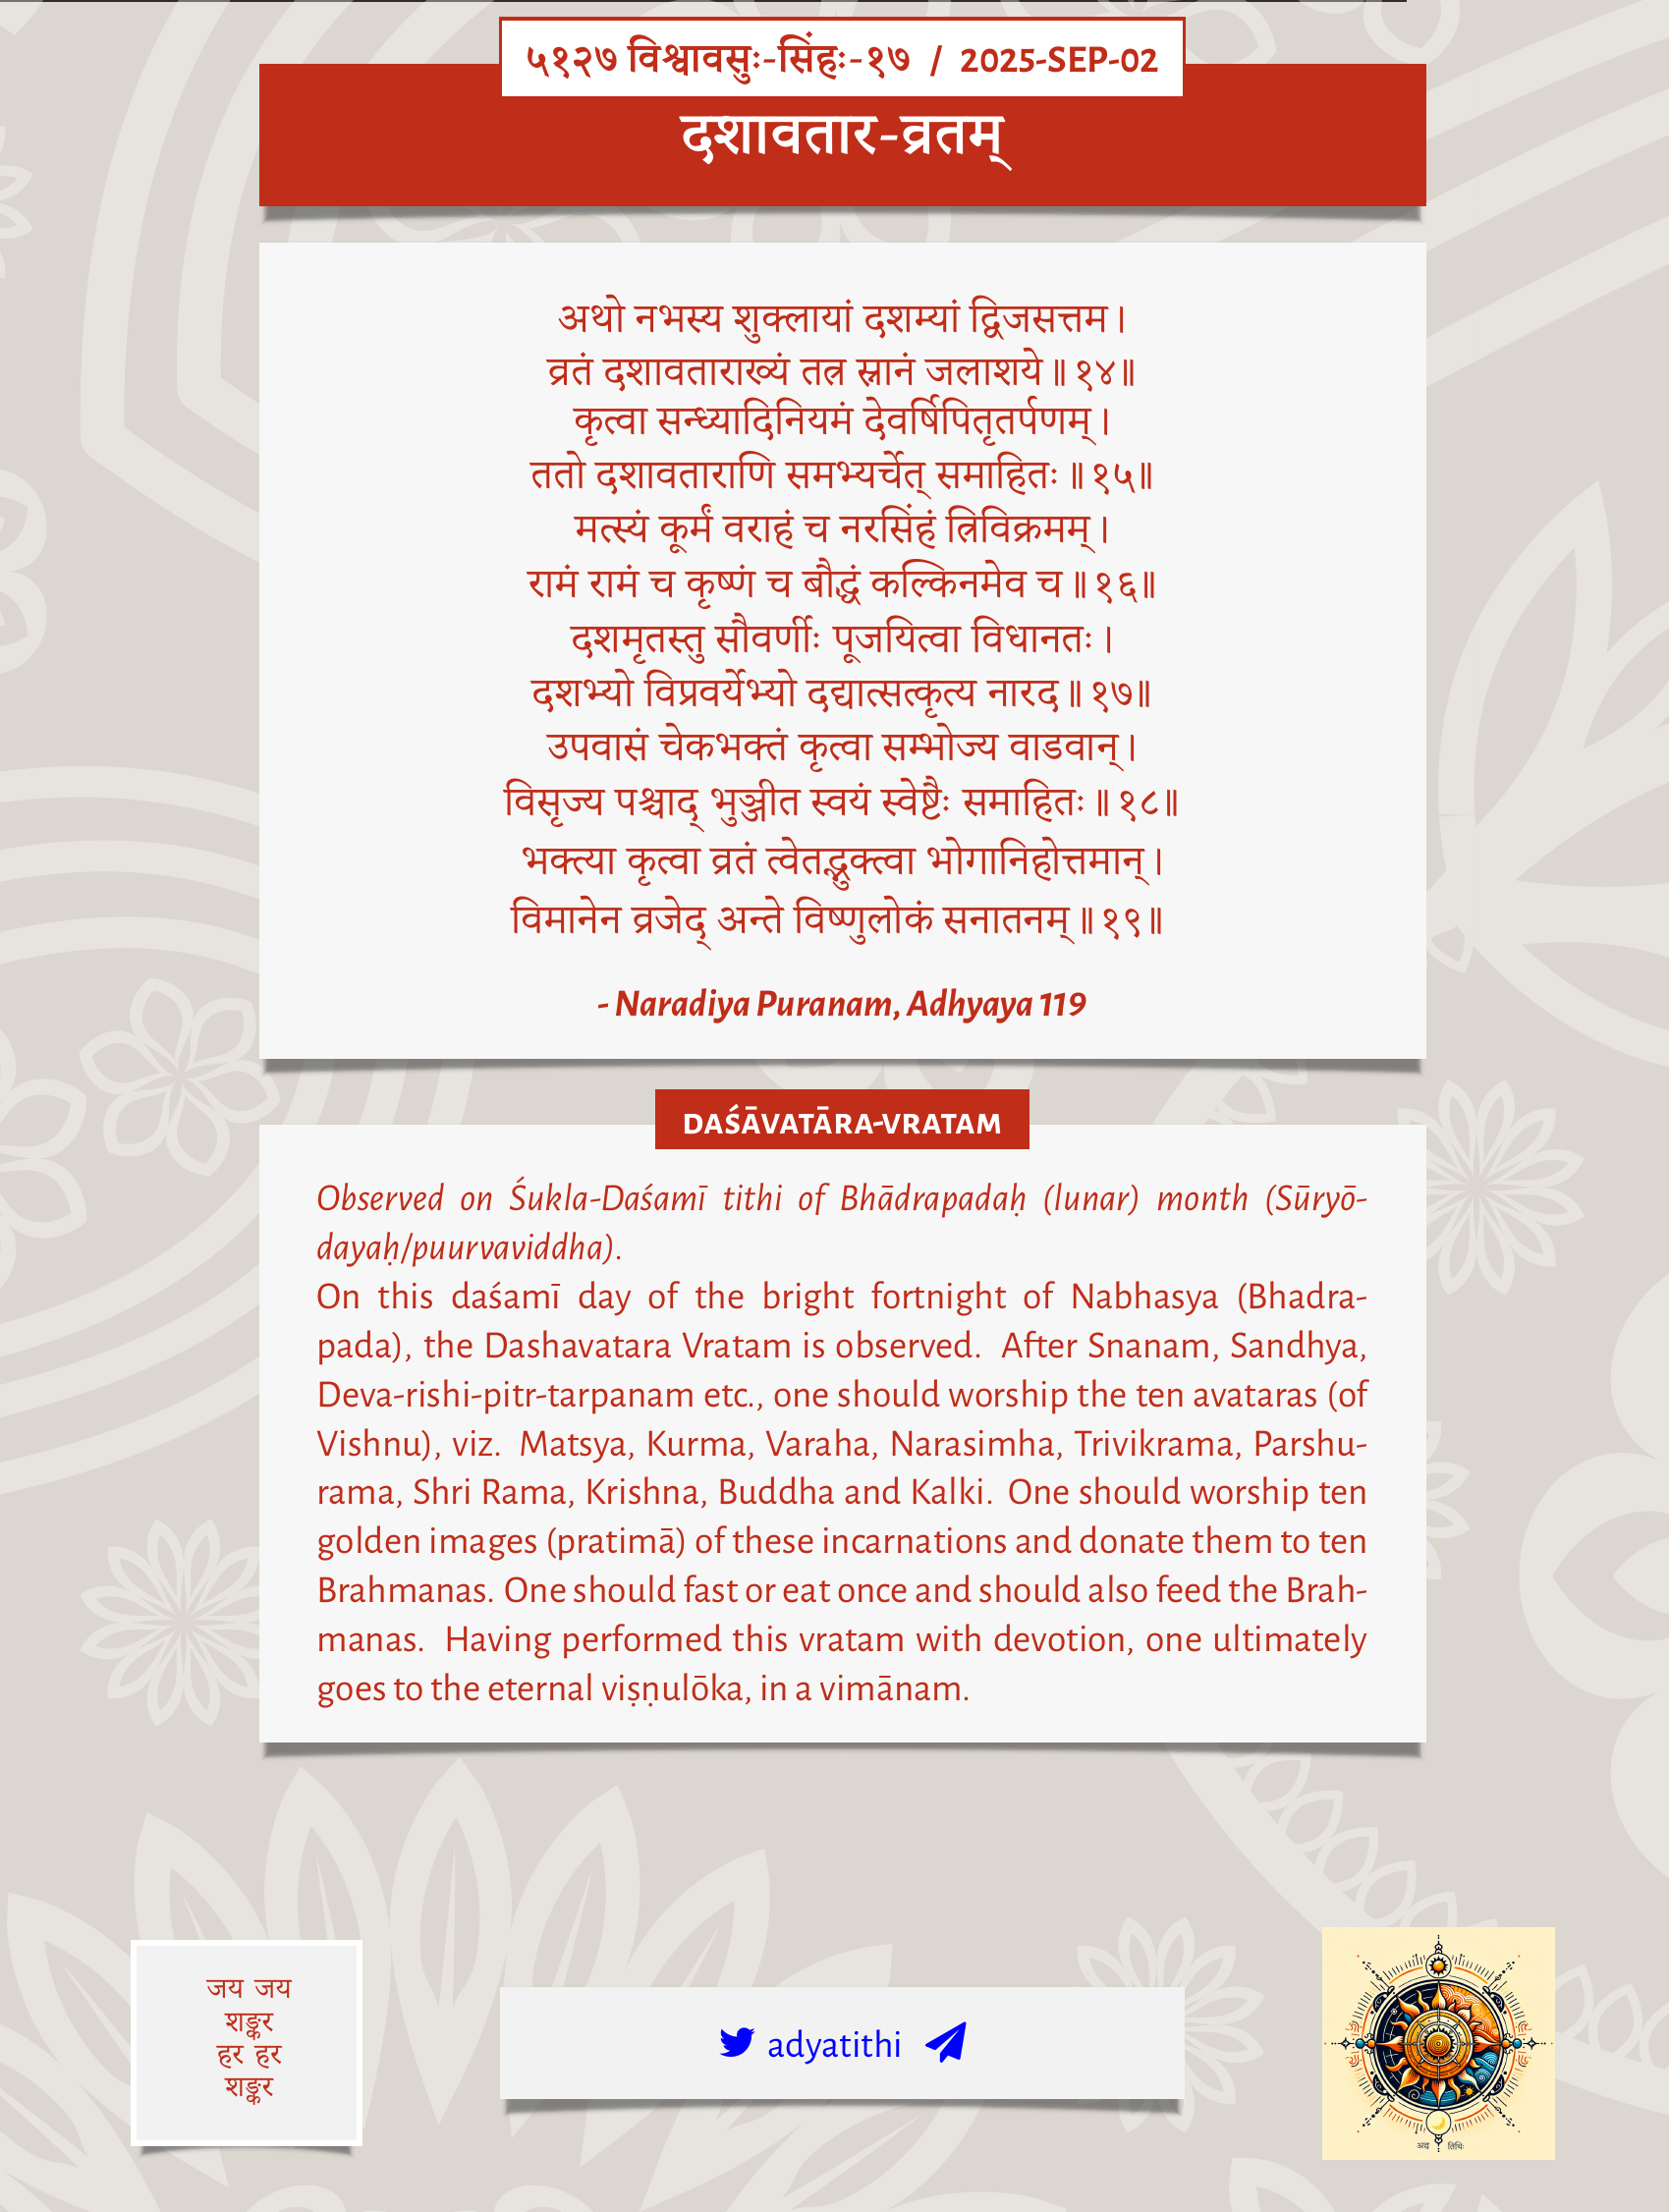 ५१२७ विश्वावसुः-सिंहः-१७ / 2025-SEP-02
दशावतार-व्रतम्
अथो नभस्य शुक्लायां दशम्यां द्विजसत्तम।
व्रतं दशावताराख्यं तत्र स्नानं जलाशये॥१४॥
कृत्वा सन्ध्यादिनियमं देवर्षिपितृतर्पणम्।
ततो दशावताराणि समभ्यर्चेत् समाहितः॥१५॥
मत्स्यं कूर्मं वराहं च नरसिंहं त्रिविक्रमम्।
रामं रामं च कृष्णं च बौद्धं कल्किनमेव च॥१६॥
दशमृतस्तु सौवर्णीः पूजयित्वा विधानतः।
दशभ्यो विप्रवर्येभ्यो दद्यात्सत्कृत्य नारद॥१७॥
उपवासं चेकभक्तं कृत्वा सम्भोज्य वाडवान्।
विसृज्य पश्चाद् भुञ्जीत स्वयं स्वेष्टैः समाहितः॥१८॥
भक्त्या कृत्वा व्रतं त्वेतद्भुक्त्वा भोगानिहोत्तमान्।
विमानेन व्रजेद् अन्ते विष्णुलोकं सनातनम्॥१९॥
- Naradiya Puranam, Adhyaya 119
DAŚĀVATĀRA-VRATAM
Observed on Śukla-Daśamī tithi of Bhādrapadaḥ (lunar) month (Sūryō-
dayaḥ/puurvaviddha).
On this daśamī day of the bright fortnight of Nabhasya (Bhadra-
pada), the Dashavatara Vratam is observed. After Snanam, Sandhya,
Deva-rishi-pitr-tarpanam etc., one should worship the ten avataras (of
Vishnu), viz. Matsya, Kurma, Varaha, Narasimha, Trivikrama, Parshu-
rama, Shri Rama, Krishna, Buddha and Kalki. One should worship ten
golden images (pratimā) of these incarnations and donate them to ten
Brahmanas. One should fast or eat once and should also feed the Brah-
manas. Having performed this vratam with devotion, one ultimately
goes to the eternal viṣṇulōka, in a vimānam.
जय जय
शङ्कर
हर हर
शङ्कर
adyatithi
अद्य तिथिः